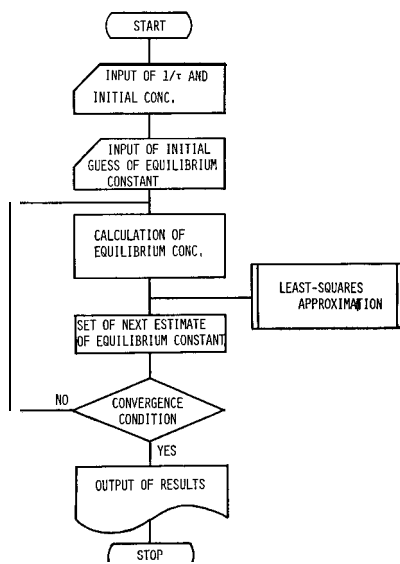 START
INPUT OF 1/τ AND
INITIAL CONC.
INPUT OF INITIAL
GUESS OF EQUILIBRIUM
CONSTANT
CALCULATION OF
EQUILIBRIUM CONC.
LEAST-SQUARES
APPROXIMATION
SET OF NEXT ESTIMATE
OF EQUILIBRIUM CONSTANT
NO
CONVERGENCE
CONDITION
YES
OUTPUT OF RESULTS
STOP